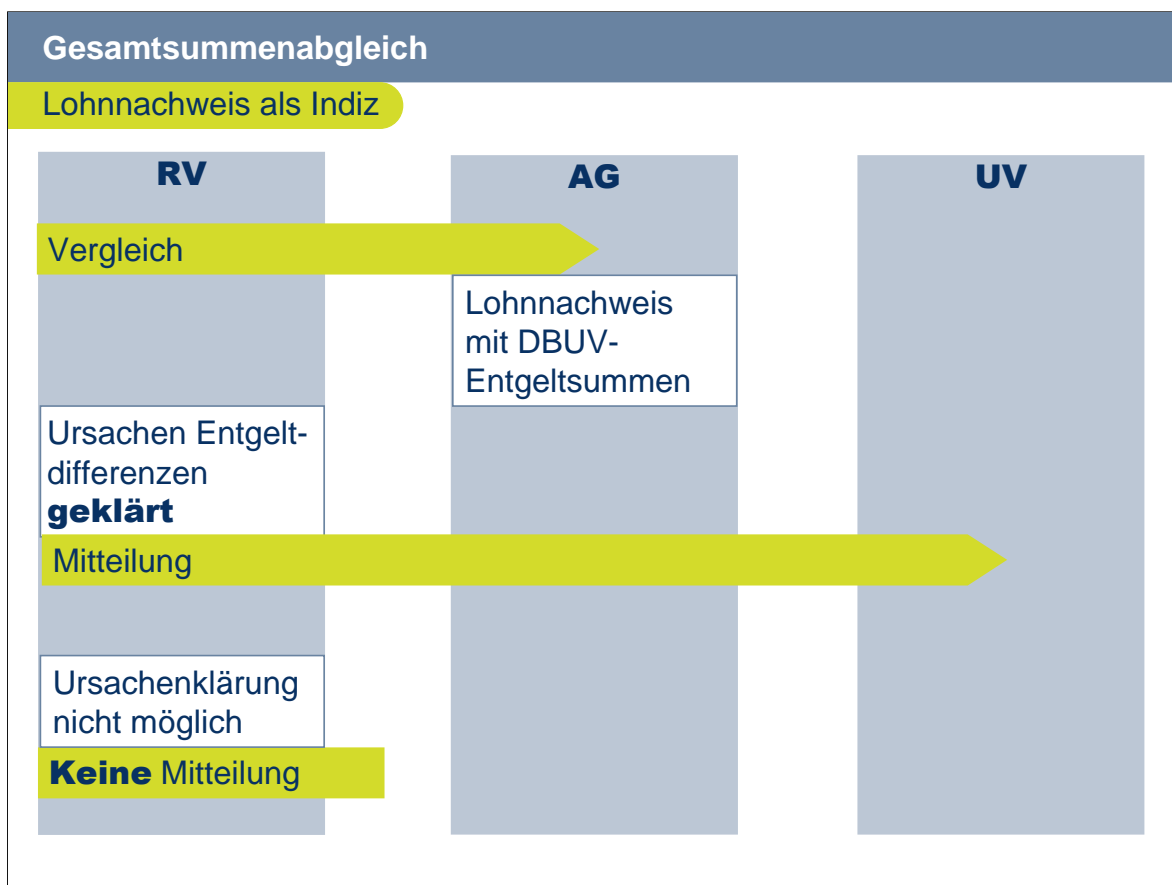 Gesamtsummenabgleich
Lohnnachweis als Indiz
RV
AG
UV
Vergleich
Lohnnachweis
mit DBUV-
Entgeltsummen
Ursachen Entgelt-
differenzen
geklärt
Mitteilung
Ursachenklärung
nicht möglich
Keine Mitteilung